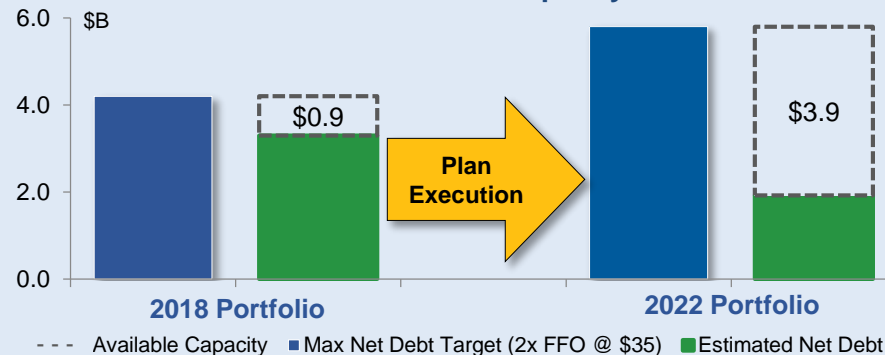 6.0
$B
4.0
2.0
0.0
$0.9
Plan
Execution
$3.9
2018 Portfolio
2022 Portfolio
Available Capacity
Max Net Debt Target (2x FFO @ $35)
Estimated Net Debt